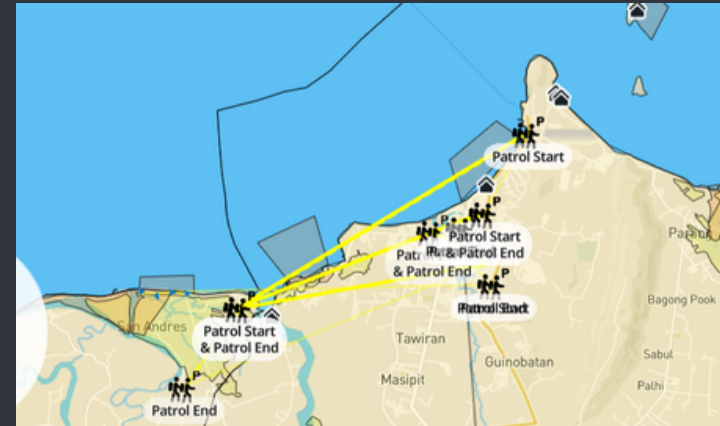 P
Patrol Start
P
P
Patrol Start
& Patrol End
& Patrol End
P
P
Patrol Start
& Patrol End
P
Patrol End
San Andres
Tawiran
Masipit
Guinobatan
Bagong Pook
Sabul
Palhi